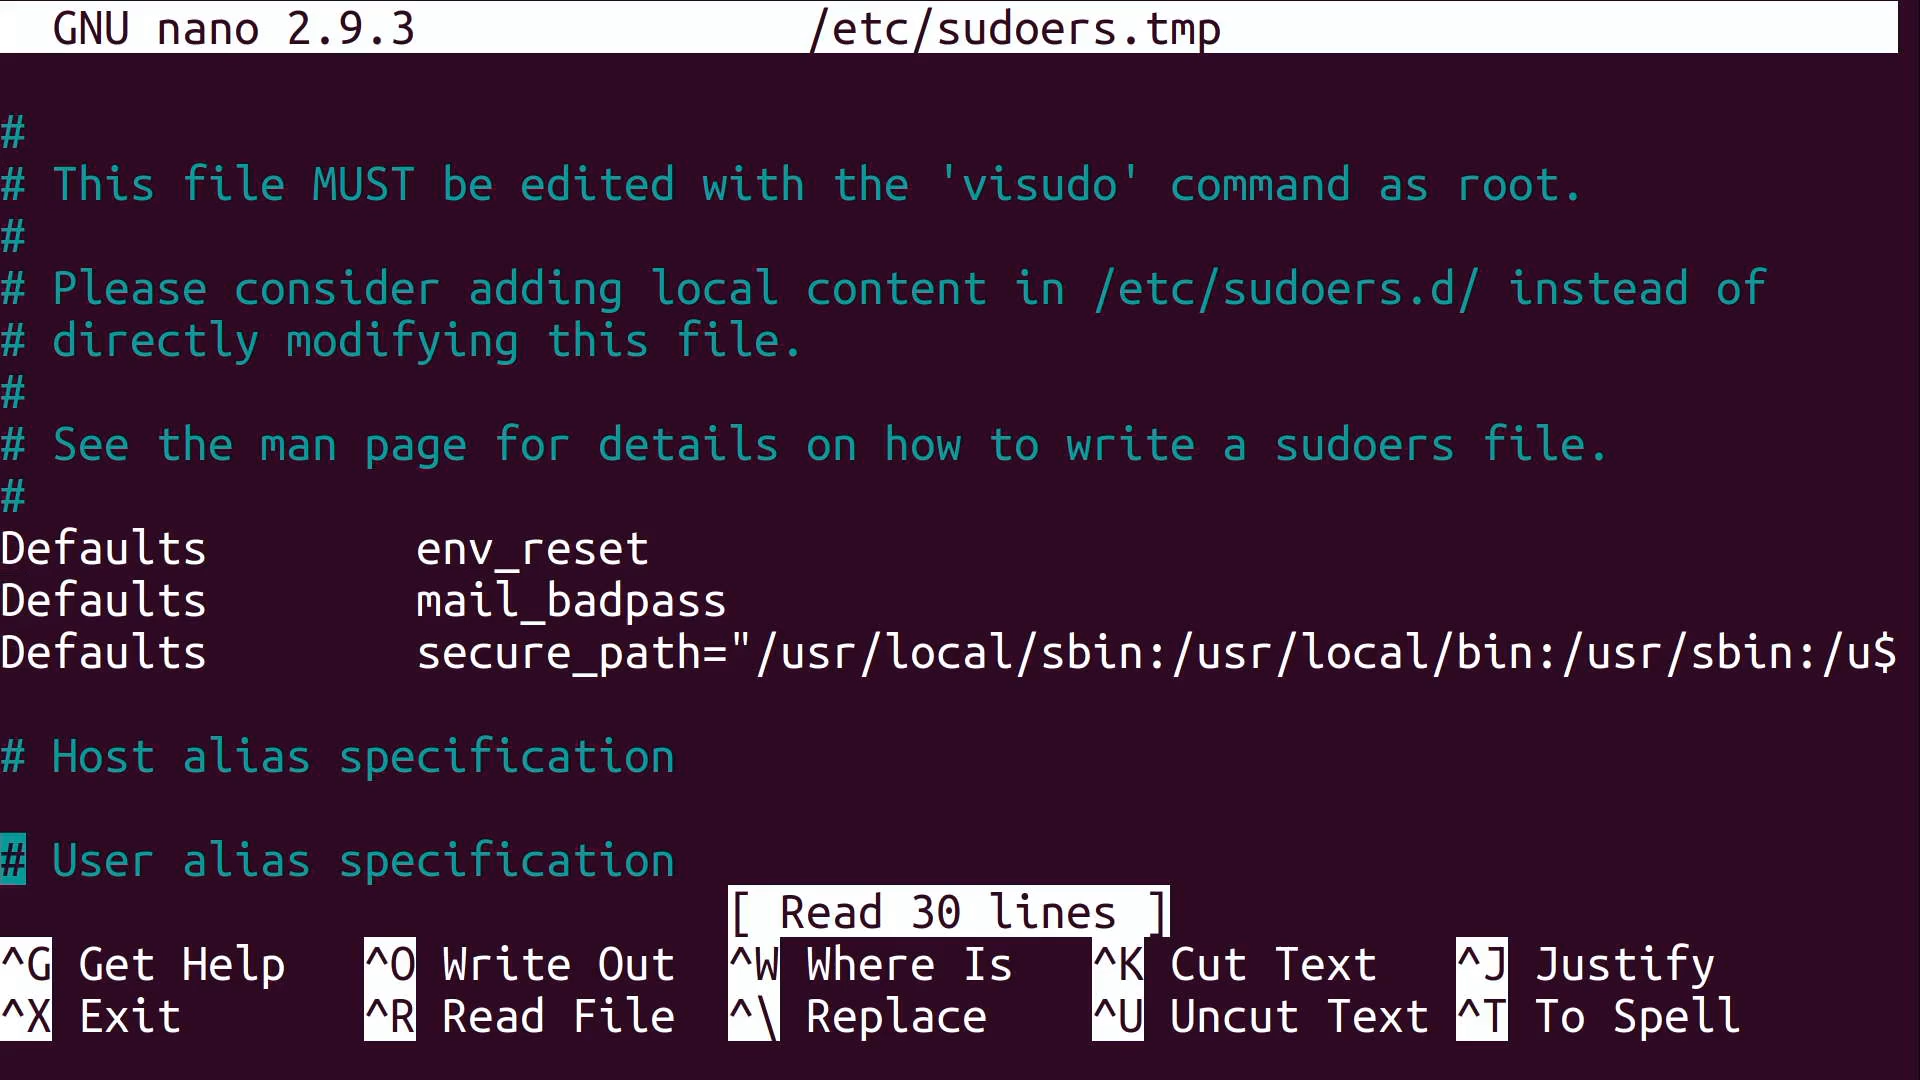 GNU nano 2.9.3 /etc/sudoers.tmp
#
# This file MUST be edited with the 'visudo' command as root.
#
# Please consider adding local content in /etc/sudoers.d/ instead of
# directly modifying this file.
#
# See the man page for details on how to write a sudoers file.
#
Defaults env_reset
Defaults mail_badpass
Defaults secure_path="/usr/local/sbin:/usr/local/bin:/usr/sbin:/u$
# Host alias specification
# User alias specification
[ Read 30 lines ]
^G Get Help ^O Write Out ^W Where Is ^K Cut Text ^J Justify
^X Exit ^R Read File ^\ Replace ^U Uncut Text ^T To Spell